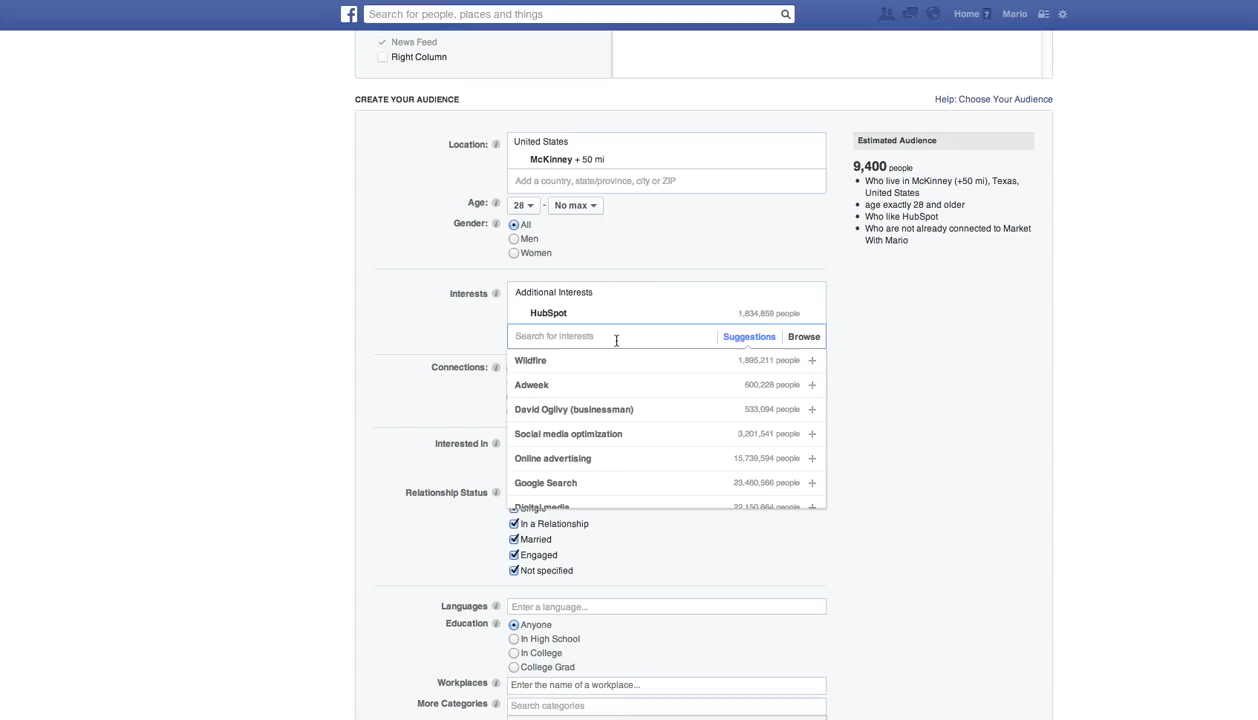 Search for people, places and things
Home 7 Mario
News Feed
Right Column
CREATE YOUR AUDIENCE
Help: Choose Your Audience
Location:
United States
McKinney + 50 mi
Add a country, state/province, city or ZIP
Age:
28 - No max
Gender:
All
Men
Women
Interests
Additional Interests
HubSpot 1,834,859 people
Search for interests Suggestions Browse
Wildfire 1,895,211 people +
Adweek 600,228 people +
David Ogilvy (businessman) 533,094 people +
Social media optimization 3,201,541 people +
Online advertising 15,739,594 people +
Google Search 23,460,566 people +
Digital media 22,150,664 people +
Connections:
Interested In
Relationship Status
Single
In a Relationship
Married
Engaged
Not specified
Languages
Enter a language...
Education
Anyone
In High School
In College
College Grad
Workplaces
Enter the name of a workplace...
More Categories
Search categories
Estimated Audience
9,400 people
• Who live in McKinney (+50 mi), Texas,
United States
• age exactly 28 and older
• Who like HubSpot
• Who are not already connected to Market
With Mario